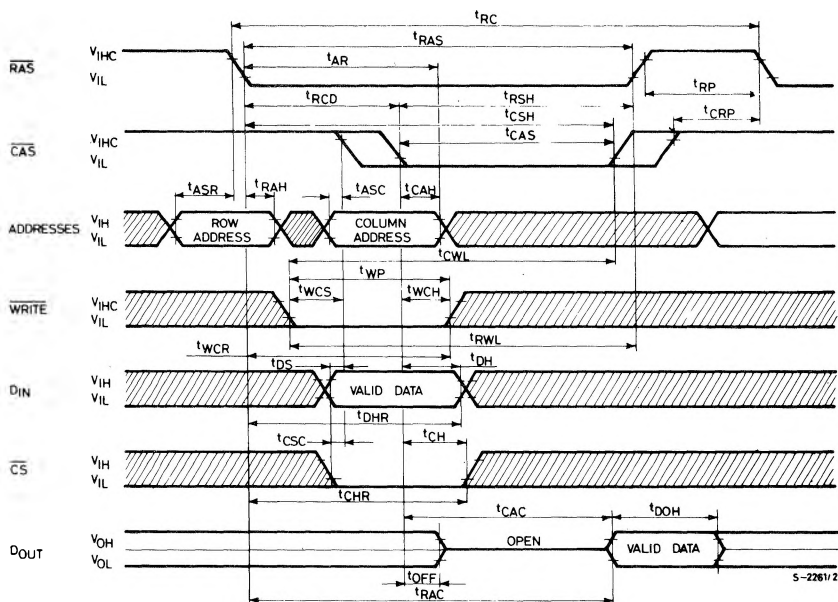 tRC
tRAS
tAR
RAS VIHC VIL
tRP
tRCD tRSH
tCSH
tCRP
tCAS
CAS VIHC VIL
tASR tRAH tASC tCAH
ADDRESSES VIH VIL
ROW ADDRESS
COLUMN ADDRESS
tCWL
tWP
tWCS tWCH
WRITE VIHC VIL
tRWL
tWCR
tDS tDH
DIN VIH VIL
VALID DATA
tDHR
tCSC tCH
CS VIH VIL
tCHR
tCAC tDOH
DOUT VOH VOL
OPEN
VALID DATA
tOFF
tRAC
S-2261/2